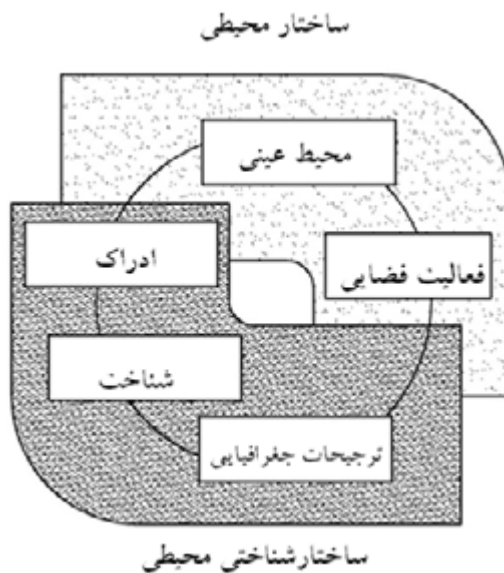 ساختار محیطی
محیط عینی
ادراک
فعالیت فضایی
شناخت
ترجیحات جغرافیایی
ساختارشناختی محیطی